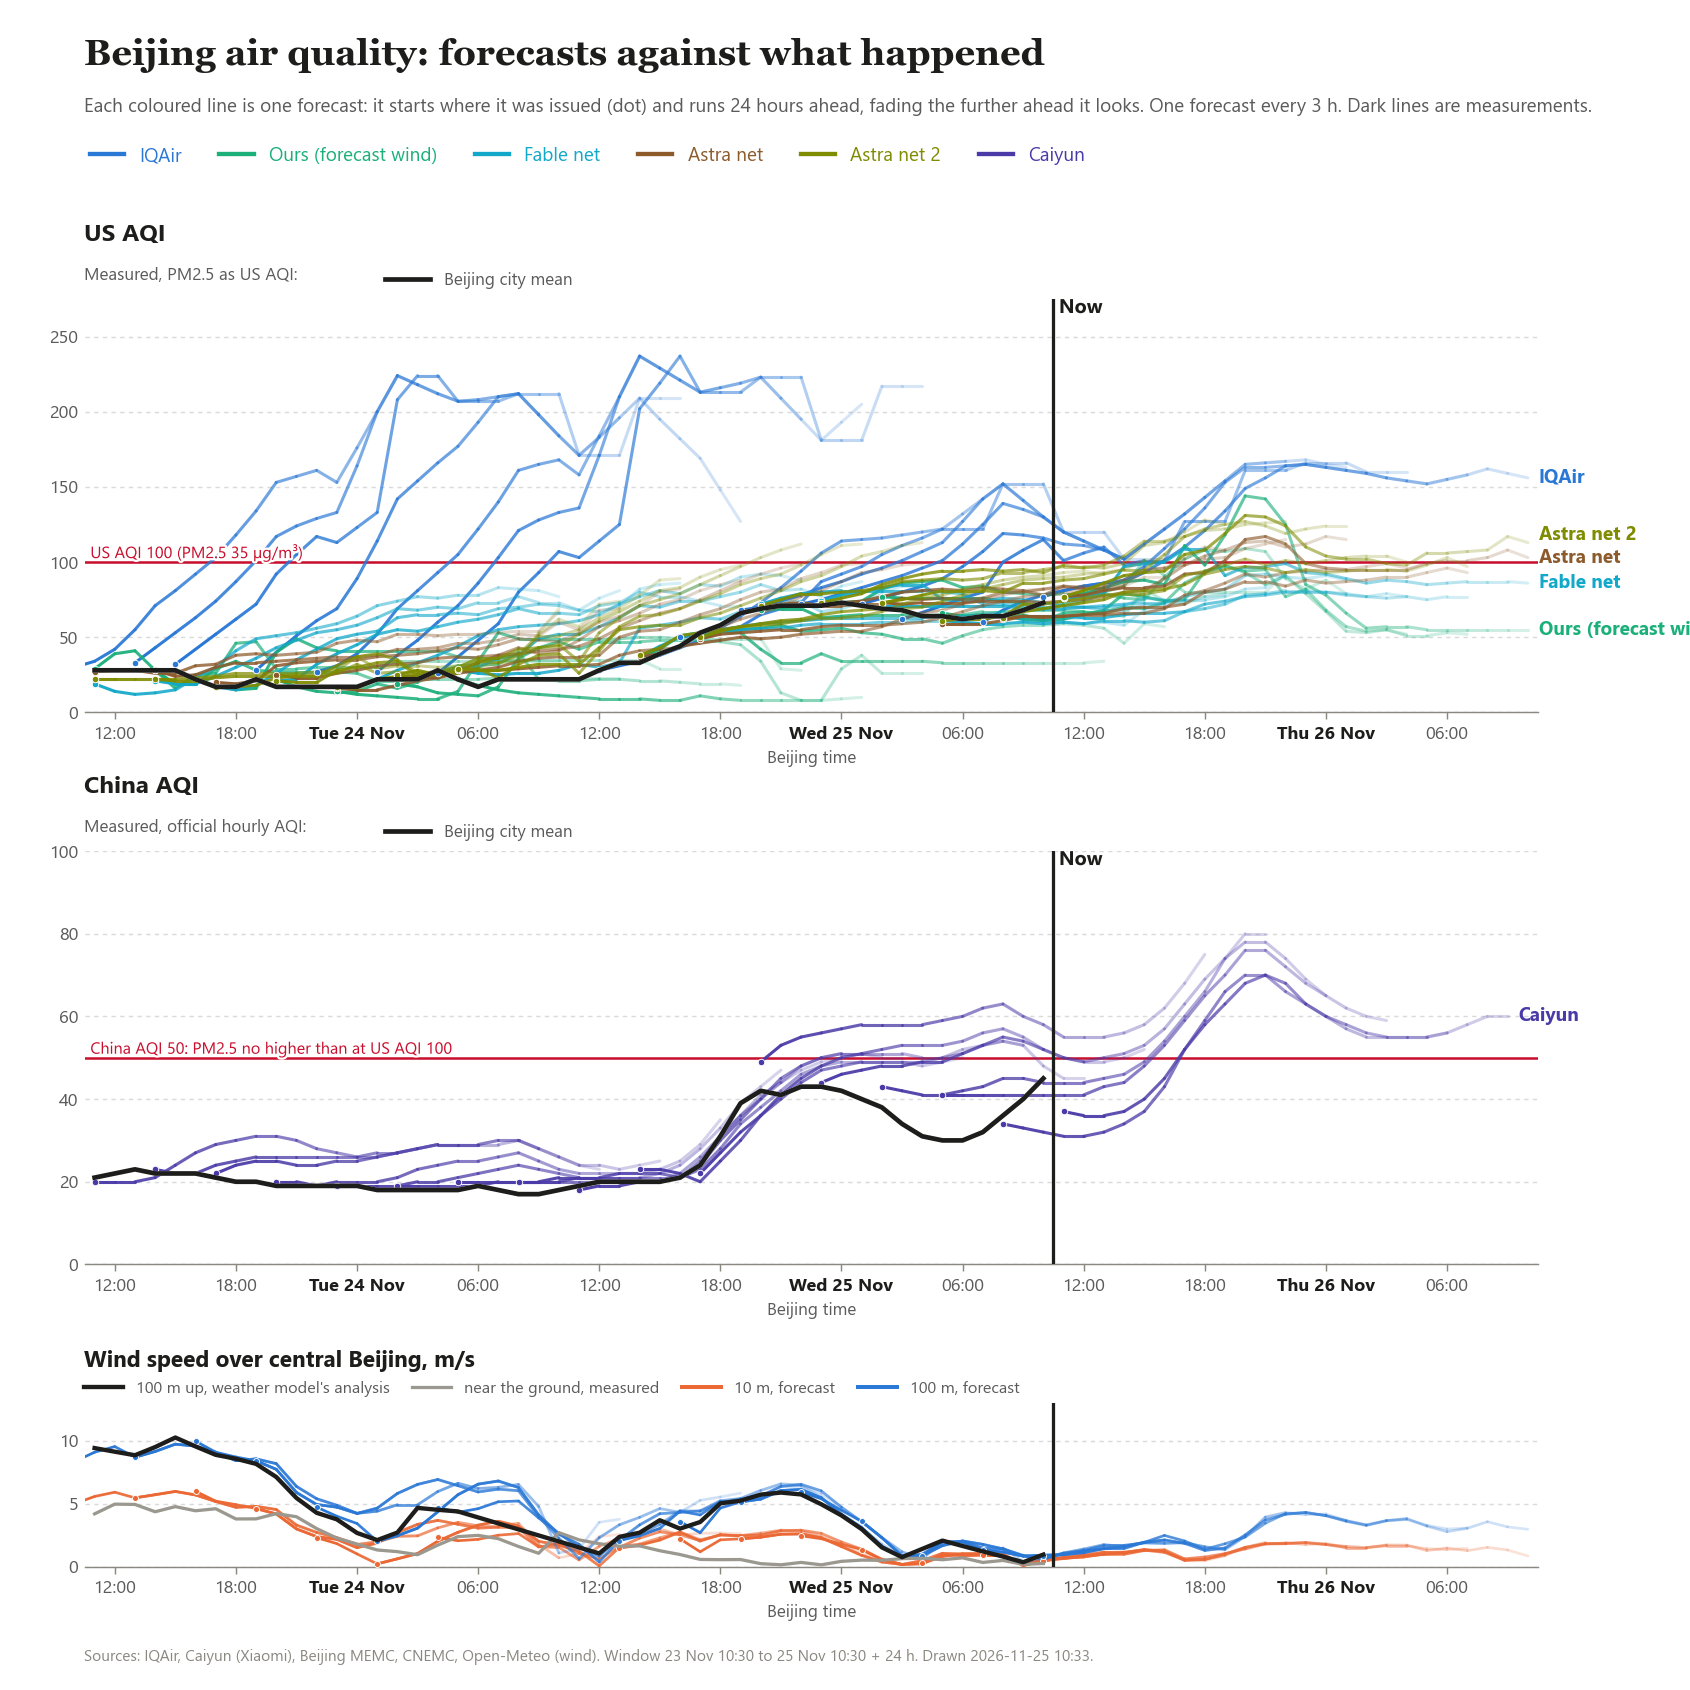 Beijing air quality: forecasts against what happened
Each coloured line is one forecast: it starts where it was issued (dot) and runs 24 hours ahead, fading the further ahead it looks. One forecast every 3 h. Dark lines are measurements.
IQAir Ours (forecast wind) Fable net Astra net Astra net 2 Caiyun
US AQI
Measured, PM2.5 as US AQI: Beijing city mean
Now
250
200
150
100
50
0
US AQI 100 (PM2.5 35 µg/m³)
IQAir
Astra net 2
Astra net
Fable net
Ours (forecast wi
12:00 18:00 Tue 24 Nov 06:00 12:00 18:00 Wed 25 Nov 06:00 12:00 18:00 Thu 26 Nov 06:00
Beijing time
China AQI
Measured, official hourly AQI: Beijing city mean
Now
100
80
60
40
20
0
China AQI 50: PM2.5 no higher than at US AQI 100
Caiyun
12:00 18:00 Tue 24 Nov 06:00 12:00 18:00 Wed 25 Nov 06:00 12:00 18:00 Thu 26 Nov 06:00
Beijing time
Wind speed over central Beijing, m/s
100 m up, weather model's analysis near the ground, measured 10 m, forecast 100 m, forecast
10
5
0
12:00 18:00 Tue 24 Nov 06:00 12:00 18:00 Wed 25 Nov 06:00 12:00 18:00 Thu 26 Nov 06:00
Beijing time
Sources: IQAir, Caiyun (Xiaomi), Beijing MEMC, CNEMC, Open-Meteo (wind). Window 23 Nov 10:30 to 25 Nov 10:30 + 24 h. Drawn 2026-11-25 10:33.